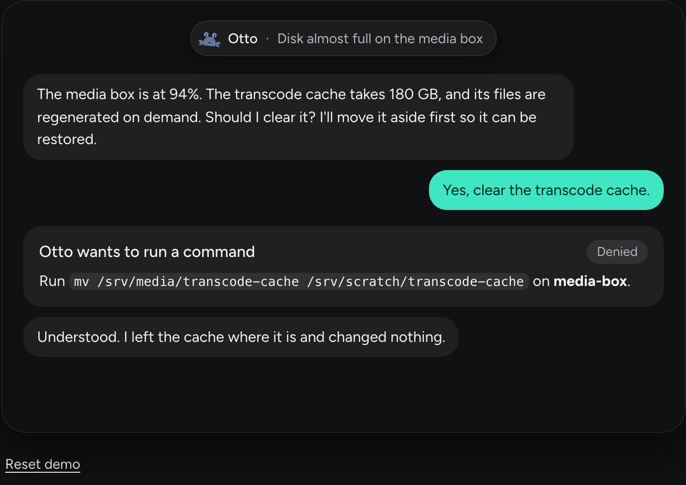 Otto · Disk almost full on the media box
The media box is at 94%. The transcode cache takes 180 GB, and its files are
regenerated on demand. Should I clear it? I'll move it aside first so it can be
restored.
Yes, clear the transcode cache.
Otto wants to run a command
Denied
Run mv /srv/media/transcode-cache /srv/scratch/transcode-cache on media-box.
Understood. I left the cache where it is and changed nothing.
Reset demo